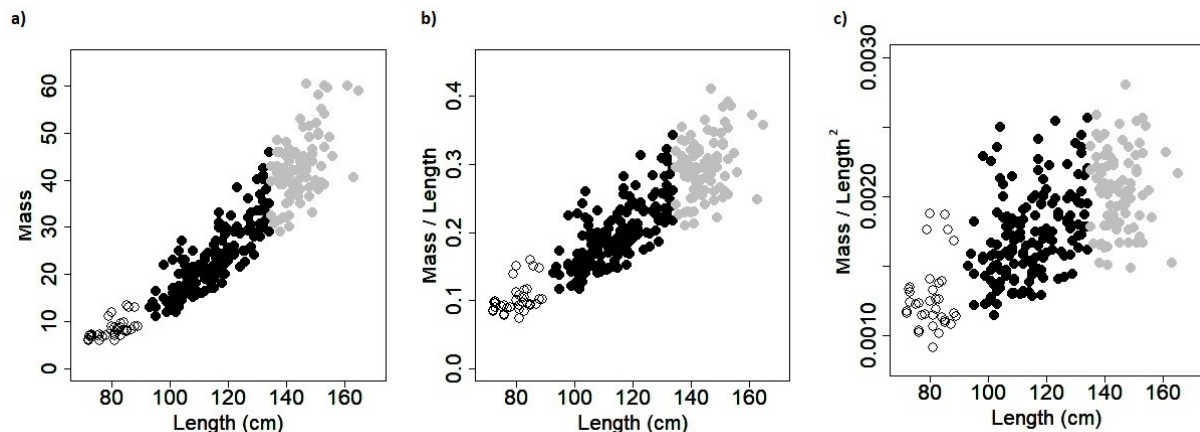 a)
Mass
0 10 20 30 40 50 60
80 100 120 140 160
Length (cm)
b)
Mass / Length
0.0 0.1 0.2 0.3 0.4
80 100 120 140 160
Length (cm)
c)
Mass / Length²
0.0010 0.0020 0.0030
80 100 120 140 160
Length (cm)